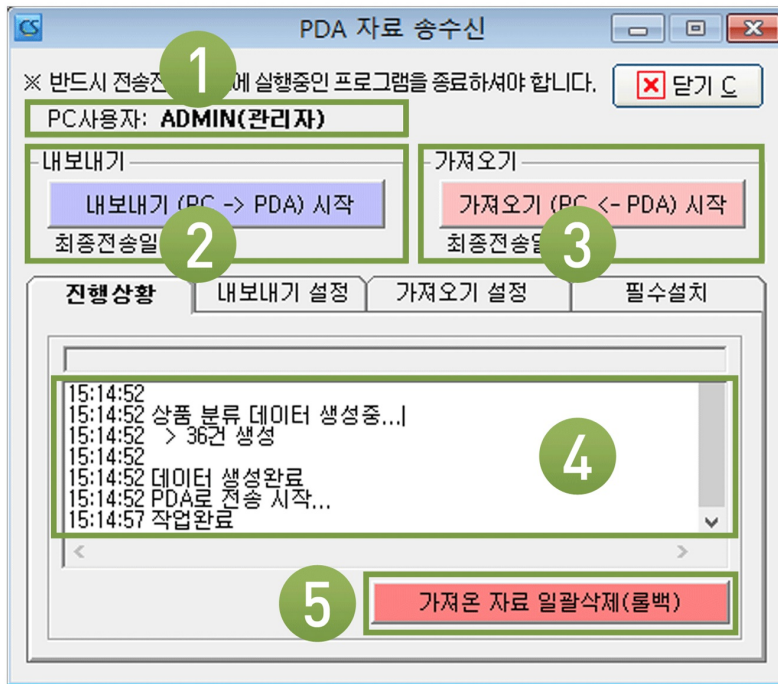 CS PDA 자료 송수신
※ 반드시 전송전 에 실행중인 프로그램을 종료하셔야 합니다.
닫기 C
1
PC사용자: ADMIN(관리자)
내보내기
내보내기 (PC -> PDA) 시작
최종전송일
2
가져오기
가져오기 (PC <- PDA) 시작
최종전송일
3
진행상황 내보내기 설정 가져오기 설정 필수설치
15:14:52
15:14:52 상품 분류 데이터 생성중...
15:14:52 > 36건 생성
15:14:52
15:14:52 데이터 생성완료
15:14:52 PDA로 전송 시작...
15:14:57 작업완료
4
5
가져온 자료 일괄삭제(롤백)